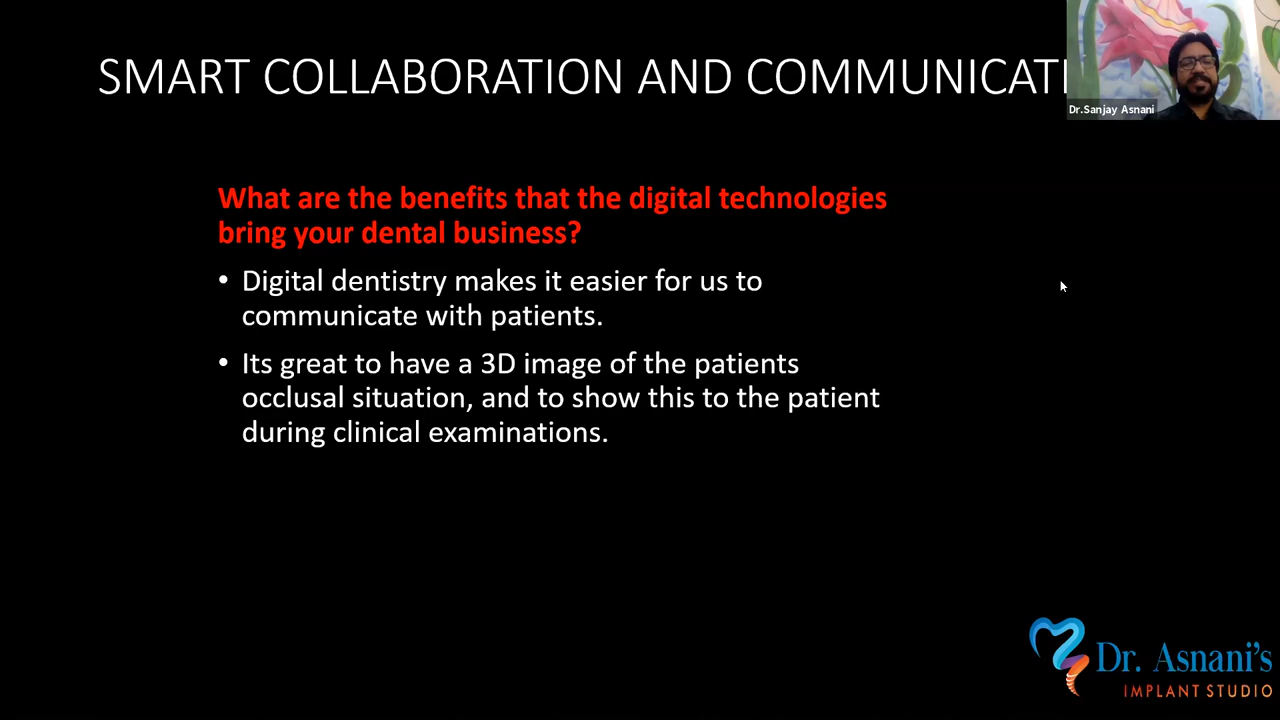 SMART COLLABORATION AND COMMUNICATI
Dr.Sanjay Asnani
What are the benefits that the digital technologies
bring your dental business?
• Digital dentistry makes it easier for us to
communicate with patients.
• Its great to have a 3D image of the patients
occlusal situation, and to show this to the patient
during clinical examinations.
Dr. Asnani's
IMPLANT STUDIO